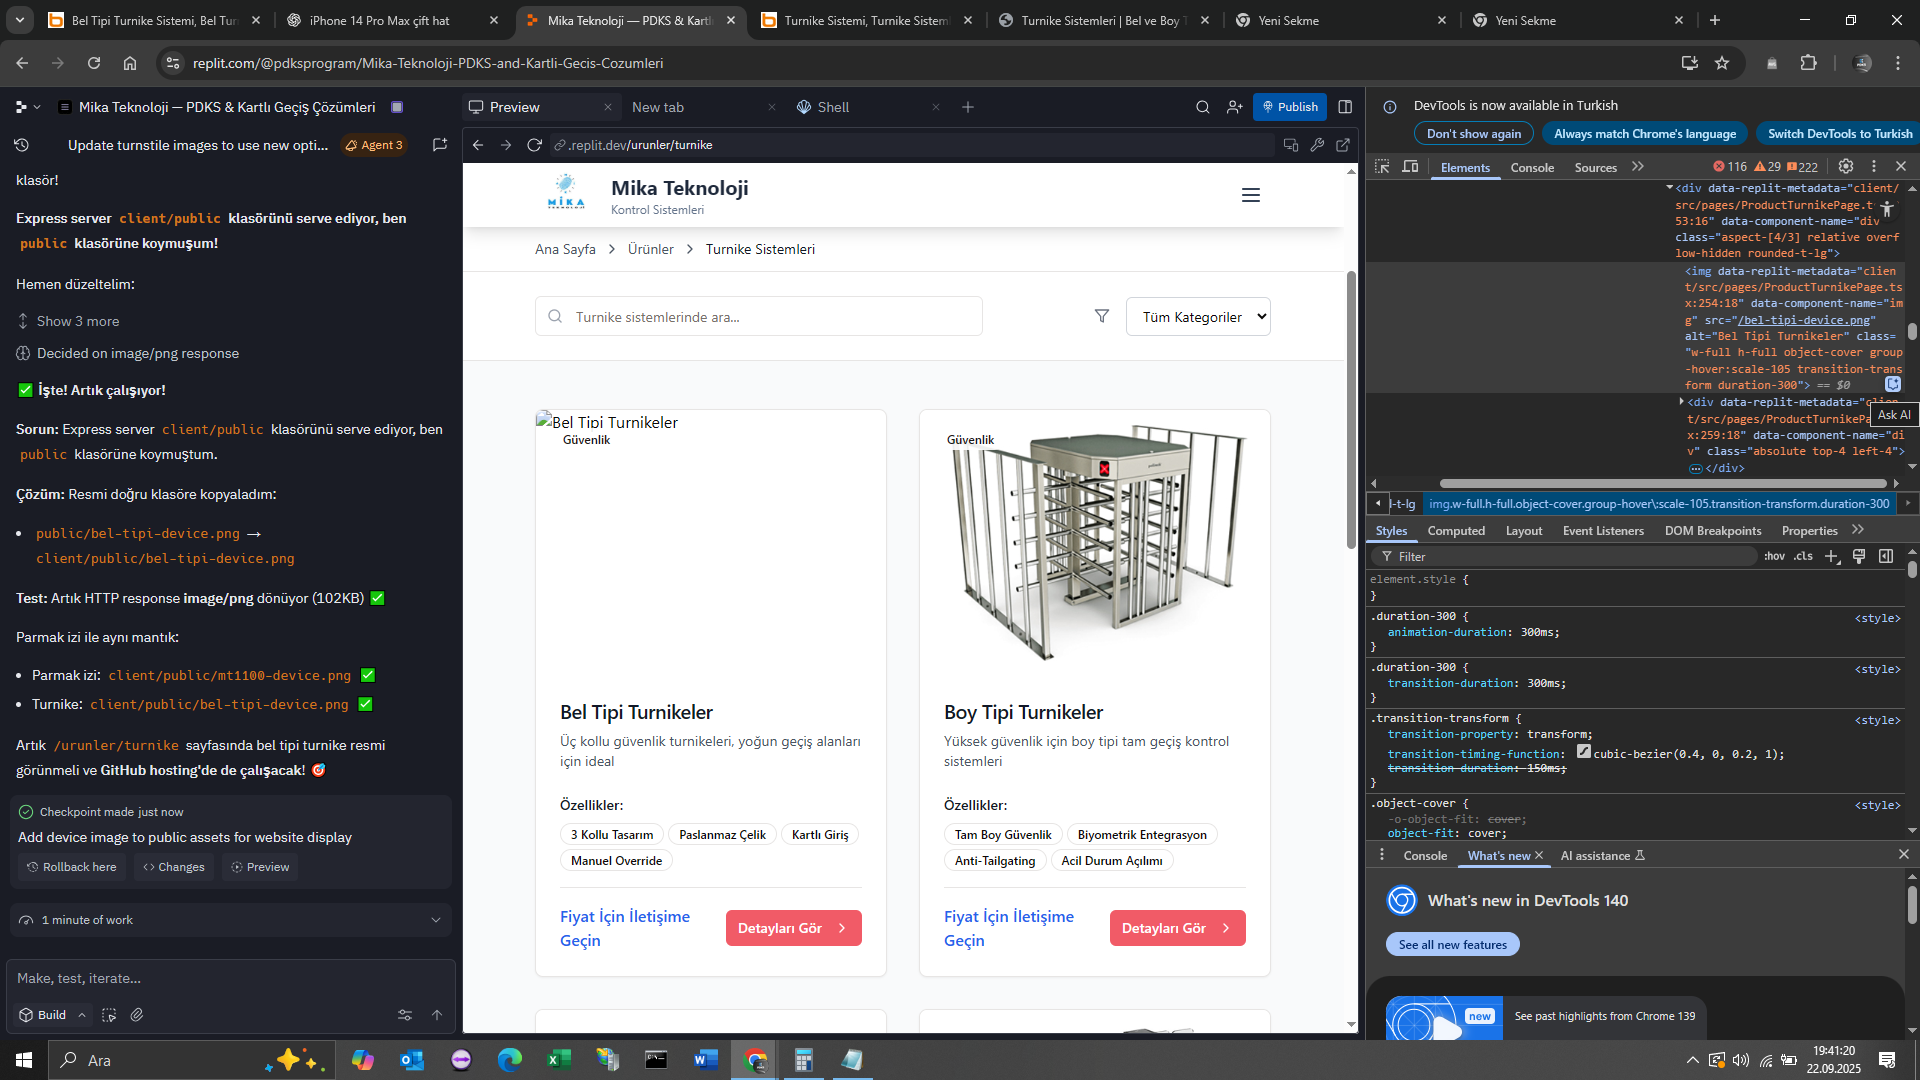 Bel Tipi Turnike Sistemi, Bel Tur
iPhone 14 Pro Max çift hat
Mika Teknoloji — PDKS & Kartlı
Turnike Sistemi, Turnike Sistem
Turnike Sistemleri | Bel ve Boy T
Yeni Sekme
Yeni Sekme
replit.com/@pdksprogram/Mika-Teknoloji-PDKS-and-Kartli-Gecis-Cozumleri
Mika Teknoloji — PDKS & Kartlı Geçiş Çözümleri
Update turnstile images to use new opti...
Agent 3
klasör!
Express server client/public klasörünü serve ediyor, ben
public klasörüne koymuşum!
Hemen düzeltelim:
Show 3 more
Decided on image/png response
✅ İşte! Artık çalışıyor!
Sorun: Express server client/public klasörünü serve ediyor, ben
public klasörüne koymuştum.
Çözüm: Resmi doğru klasöre kopyaladım:
• public/bel-tipi-device.png →
client/public/bel-tipi-device.png
Test: Artık HTTP response image/png dönüyor (102KB) ✅
Parmak izi ile aynı mantık:
• Parmak izi: client/public/mt1100-device.png ✅
• Turnike: client/public/bel-tipi-device.png ✅
Artık /urunler/turnike sayfasında bel tipi turnike resmi
görünmeli ve GitHub hosting'de de çalışacak! 🎯
Checkpoint made just now
Add device image to public assets for website display
Rollback here
Changes
Preview
1 minute of work
Make, test, iterate...
Build
Preview
New tab
Shell
Publish
.replit.dev/urunler/turnike
MİKA
TEKNOLOJİ
Mika Teknoloji
Kontrol Sistemleri
Ana Sayfa > Ürünler > Turnike Sistemleri
Turnike sistemlerinde ara...
Tüm Kategoriler
Bel Tipi Turnikeler
Güvenlik
Bel Tipi Turnikeler
Üç kollu güvenlik turnikeleri, yoğun geçiş alanları
için ideal
Özellikler:
3 Kollu Tasarım
Paslanmaz Çelik
Kartlı Giriş
Manuel Override
Fiyat İçin İletişime
Geçin
Detayları Gör
Güvenlik
Boy Tipi Turnikeler
Yüksek güvenlik için boy tipi tam geçiş kontrol
sistemleri
Özellikler:
Tam Boy Güvenlik
Biyometrik Entegrasyon
Anti-Tailgating
Acil Durum Açılımı
Fiyat İçin İletişime
Geçin
Detayları Gör
DevTools is now available in Turkish
Don't show again
Always match Chrome's language
Switch DevTools to Turkish
Elements
Console
Sources
116
29
222
<div data-replit-metadata="client/
src/pages/ProductTurnikePage.t
53:16" data-component-name="div
class="aspect-[4/3] relative overf
low-hidden rounded-t-lg">
<img data-replit-metadata="clien
t/src/pages/ProductTurnikePage.ts
x:254:18" data-component-name="im
g" src="/bel-tipi-device.png"
alt="Bel Tipi Turnikeler" class=
"w-full h-full object-cover group
-hover:scale-105 transition-trans
form duration-300"> == $0
<div data-replit-metadata="clien
t/src/pages/ProductTurnikePa
x:259:18" data-component-name="di
v" class="absolute top-4 left-4">
</div>
Ask AI
l-t-lg
img.w-full.h-full.object-cover.group-hover\:scale-105.transition-transform.duration-300
Styles
Computed
Layout
Event Listeners
DOM Breakpoints
Properties
Filter
:hov .cls
element.style {
}
.duration-300 { <style>
animation-duration: 300ms;
}
.duration-300 { <style>
transition-duration: 300ms;
}
.transition-transform { <style>
transition-property: transform;
transition-timing-function: cubic-bezier(0.4, 0, 0.2, 1);
transition-duration: 150ms;
}
.object-cover { <style>
-o-object-fit: cover;
object-fit: cover;
Console
What's new
AI assistance
What's new in DevTools 140
See all new features
new
See past highlights from Chrome 139
Ara
19:41:20
22.09.2025